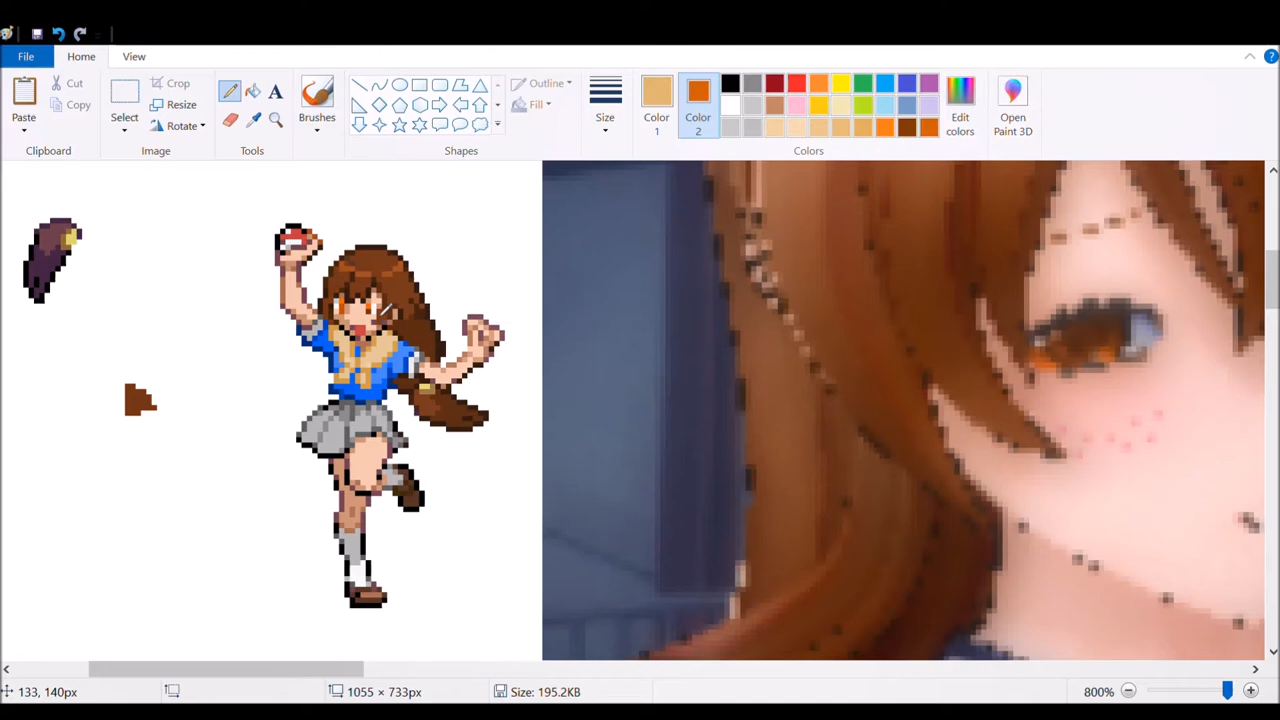 File Home View
Paste
Cut
Copy
Clipboard
Select
Crop
Resize
Rotate
Image
A
Tools
Brushes
Outline
Fill
Shapes
Size
Color 1
Color 2
Edit colors
Colors
Open Paint 3D
?
133, 140px
1055 × 733px
Size: 195.2KB
800%